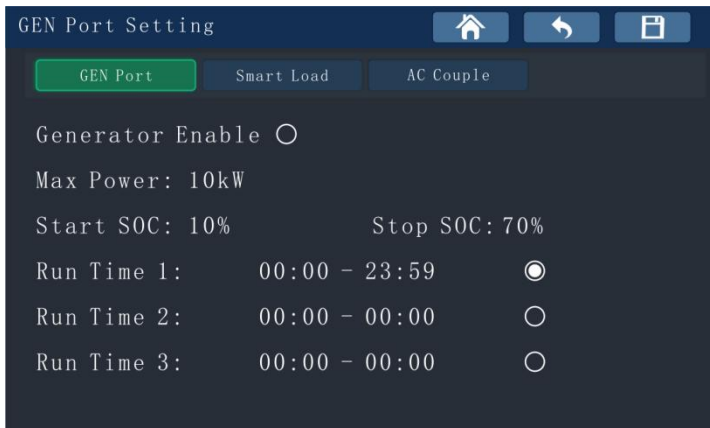 GEN Port Setting
GEN Port Smart Load AC Couple
Generator Enable
Max Power: 10kW
Start SOC: 10% Stop SOC: 70%
Run Time 1: 00:00 - 23:59
Run Time 2: 00:00 - 00:00
Run Time 3: 00:00 - 00:00